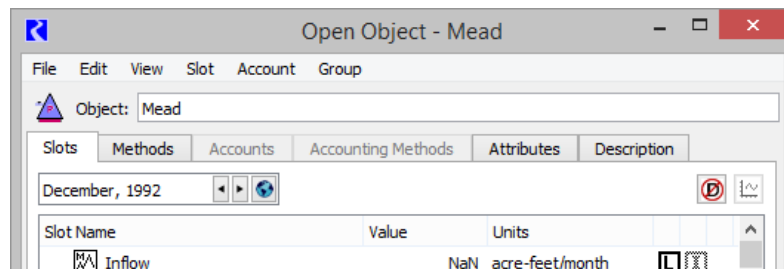 Open Object - Mead
File Edit View Slot Account Group
Object: Mead
Slots Methods Accounts Accounting Methods Attributes Description
December, 1992
Slot Name Value Units
Inflow NaN acre-feet/month L